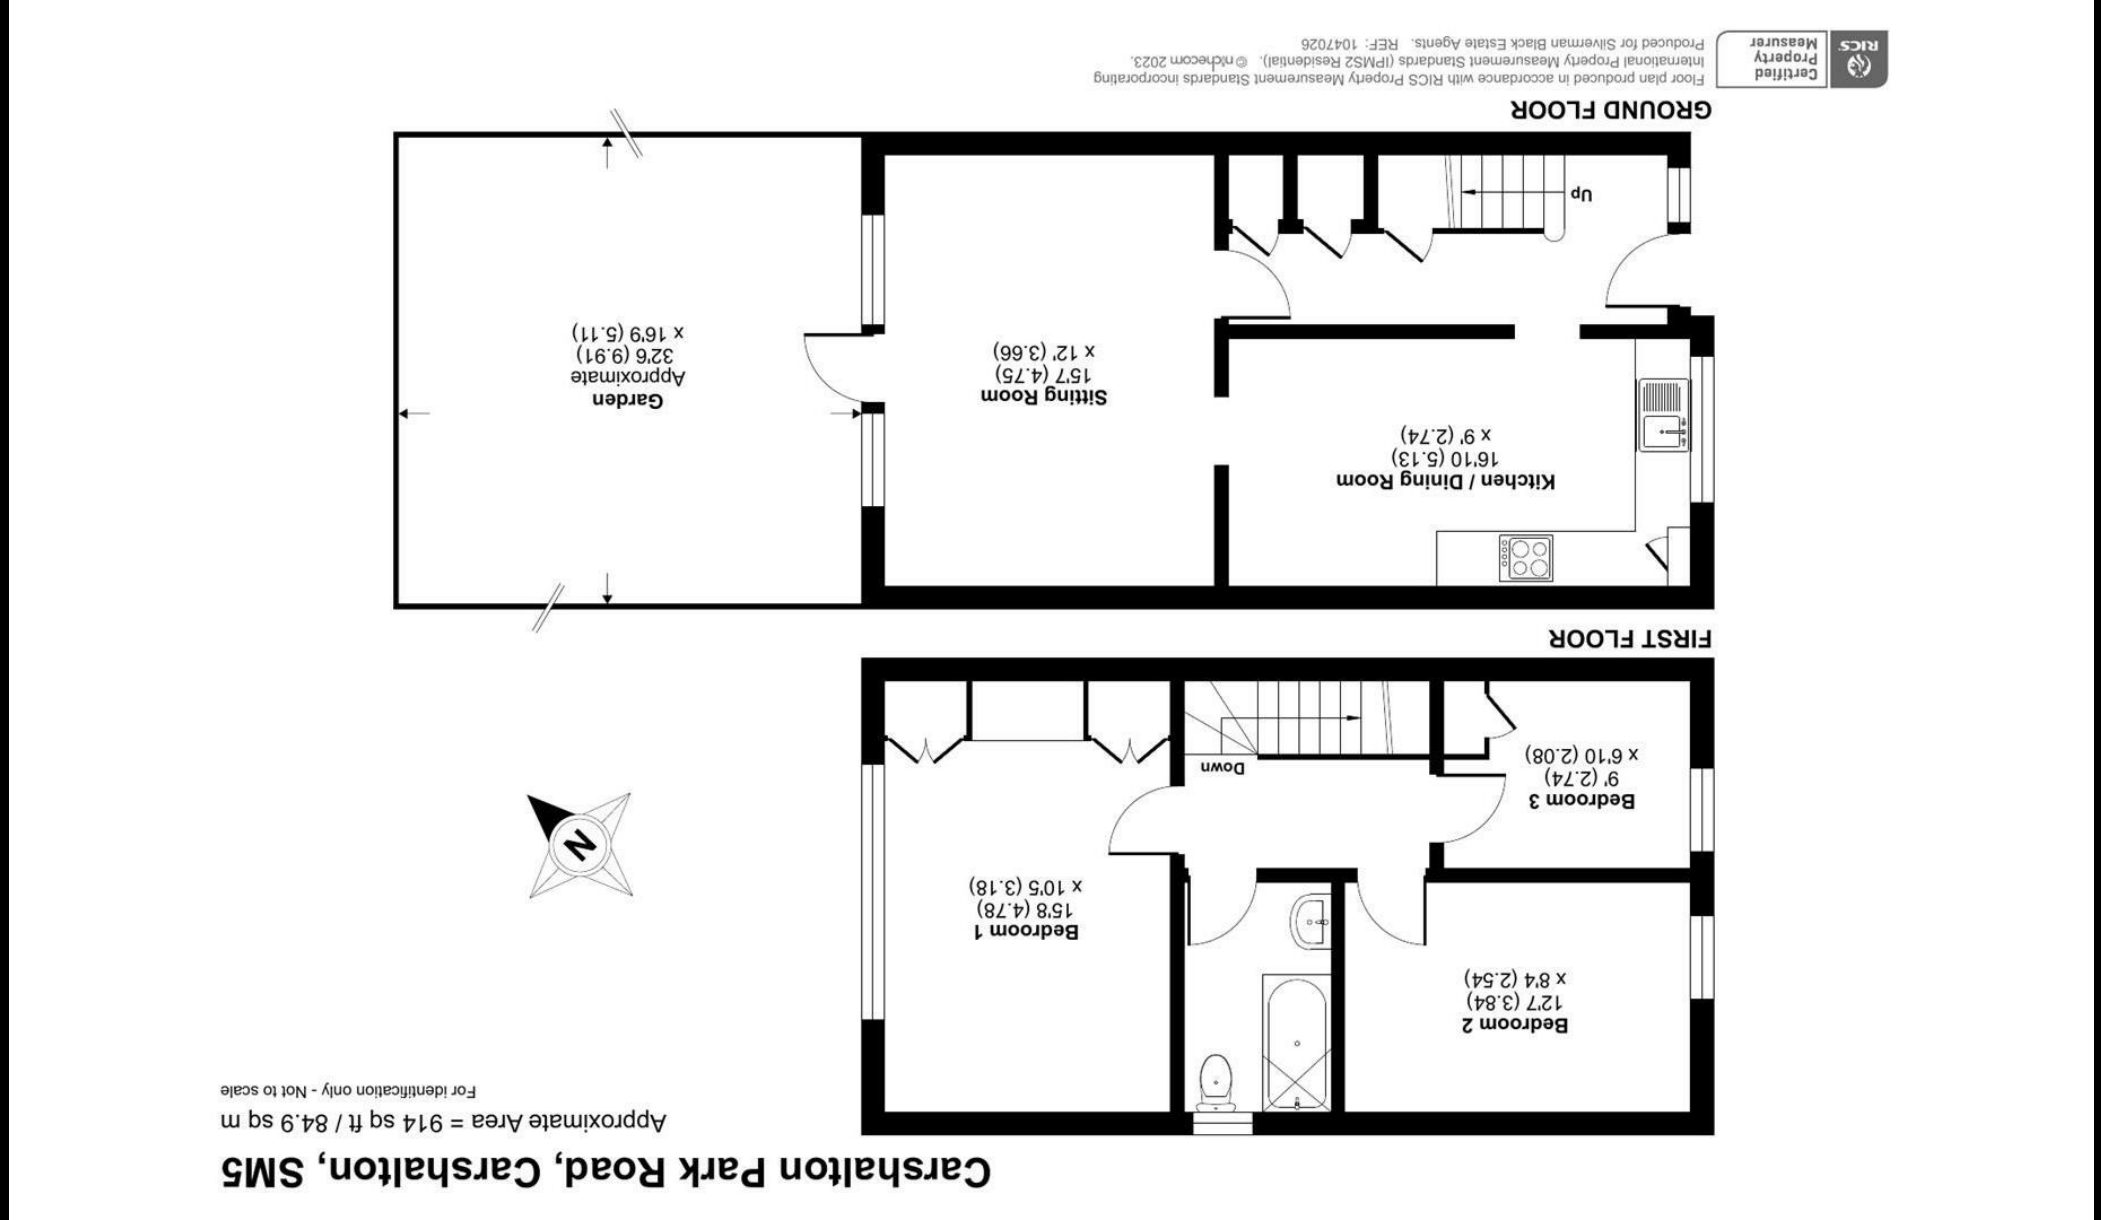 Carshalton Park Road, Carshalton, SM5
Approximate Area = 914 sq ft / 84.9 sq m
For identification only - Not to scale
Bedroom 2
12'7 (3.84)
x 8'4 (2.54)
Bedroom 1
15'8 (4.78)
x 10'5 (3.18)
Bedroom 3
9' (2.74)
x 6'10 (2.08)
Down
N
FIRST FLOOR
Kitchen / Dining Room
16'10 (5.13)
x 9' (2.74)
Sitting Room
15'7 (4.75)
x 12' (3.66)
Garden
Approximate
32'6 (9.91)
x 16'9 (5.11)
Up
GROUND FLOOR
RICS
Certified
Property
Measurer
Floor plan produced in accordance with RICS Property Measurement Standards incorporating
International Property Measurement Standards (IPMS2 Residential). © nichecom 2023.
Produced for Silverman Black Estate Agents. REF: 1047026